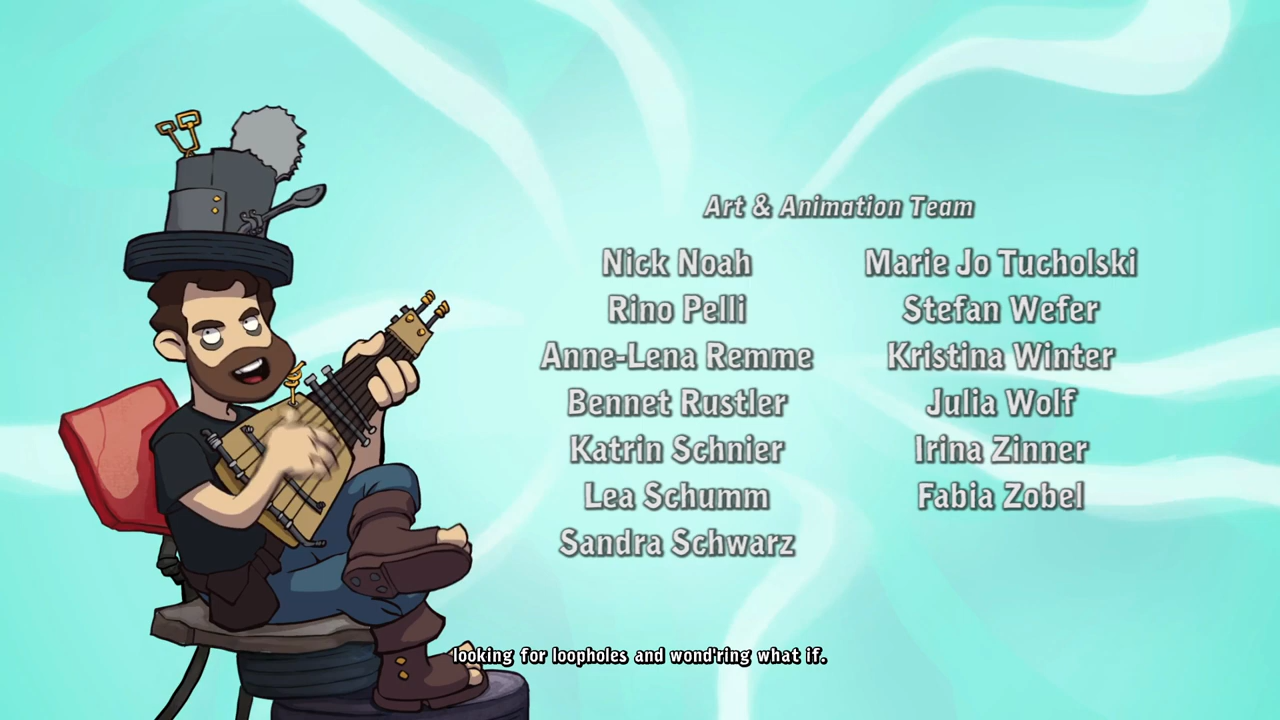 Art & Animation Team
Nick Noah
Rino Pelli
Anne-Lena Remme
Bennet Rustler
Katrin Schnier
Lea Schumm
Sandra Schwarz
Marie Jo Tucholski
Stefan Wefer
Kristina Winter
Julia Wolf
Irina Zinner
Fabia Zobel
looking for loopholes and wond'ring what if.